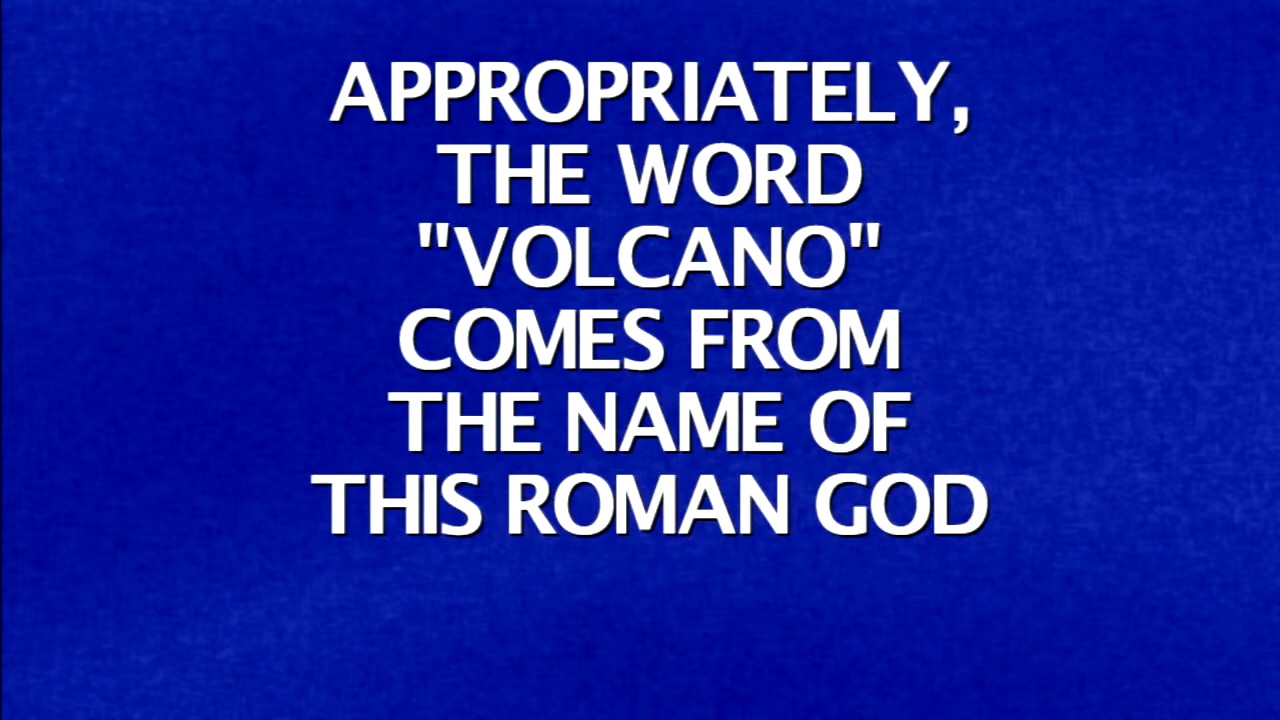 APPROPRIATELY,
THE WORD
"VOLCANO"
COMES FROM
THE NAME OF
THIS ROMAN GOD